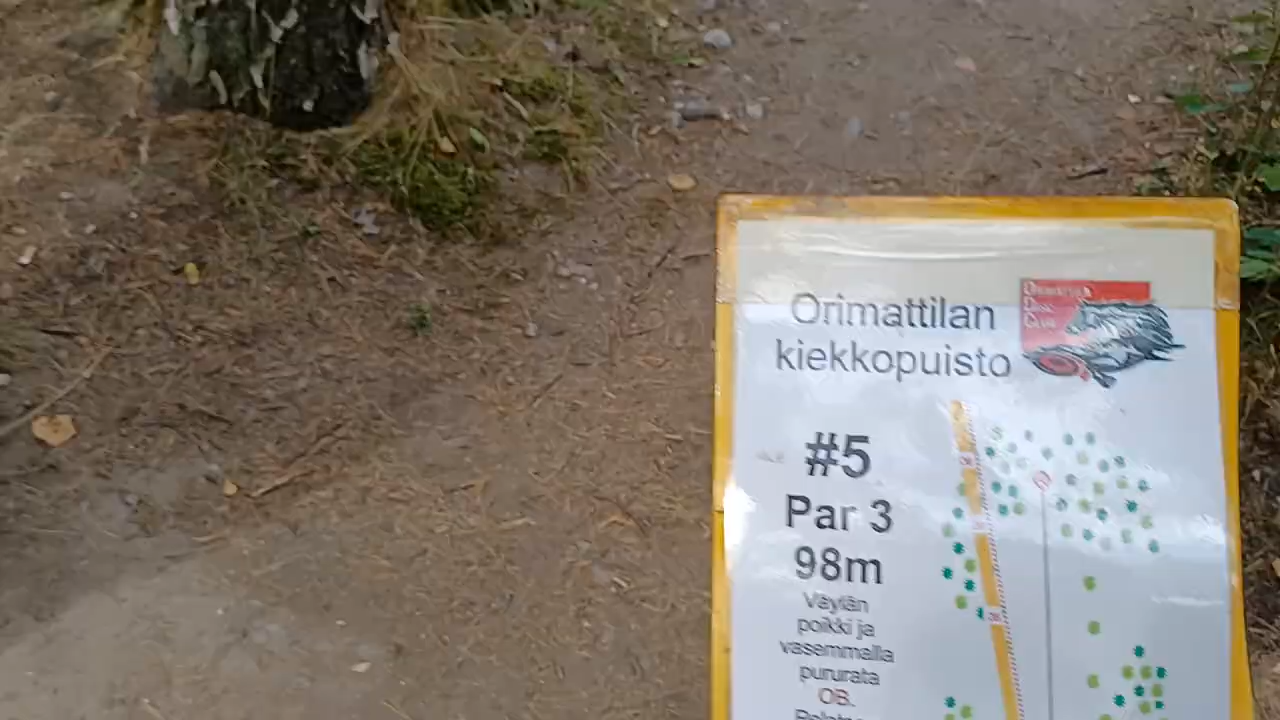 Orimattilan
kiekkopuisto
#5
Par 3
98m
Väylän
poikki ja
vasemmalla
pururata
OB.